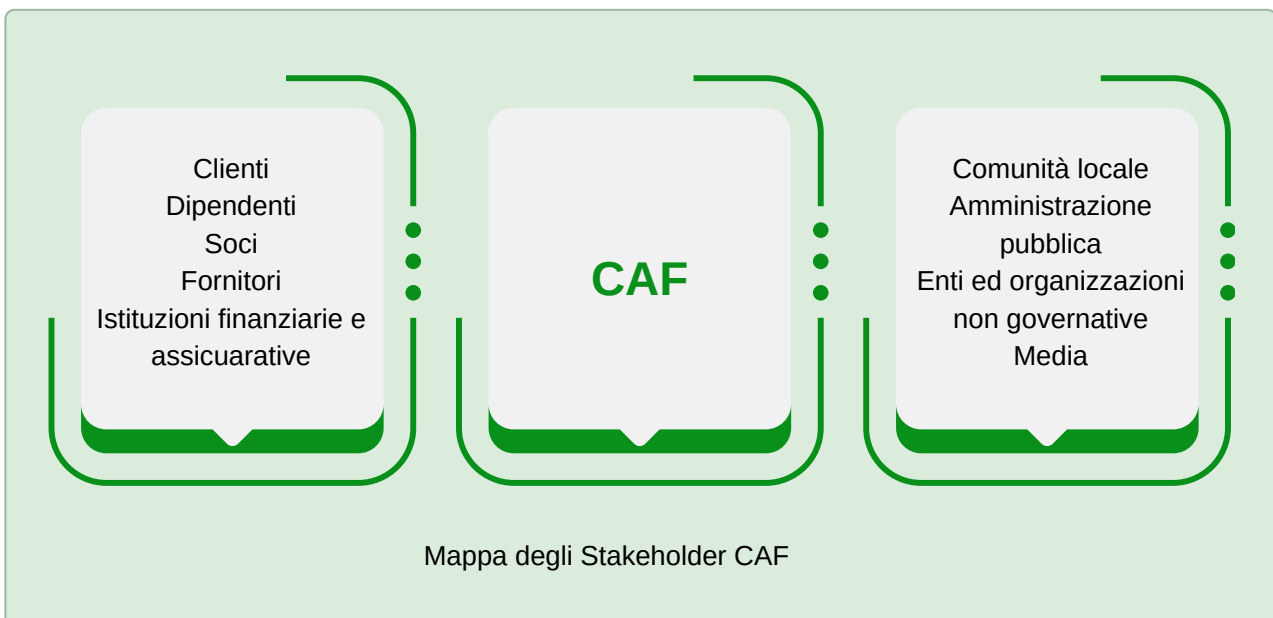 Clienti
Dipendenti
Soci
Fornitori
Istituzioni finanziarie e
assicuarative
CAF
Comunità locale
Amministrazione
pubblica
Enti ed organizzazioni
non governative
Media
Mappa degli Stakeholder CAF